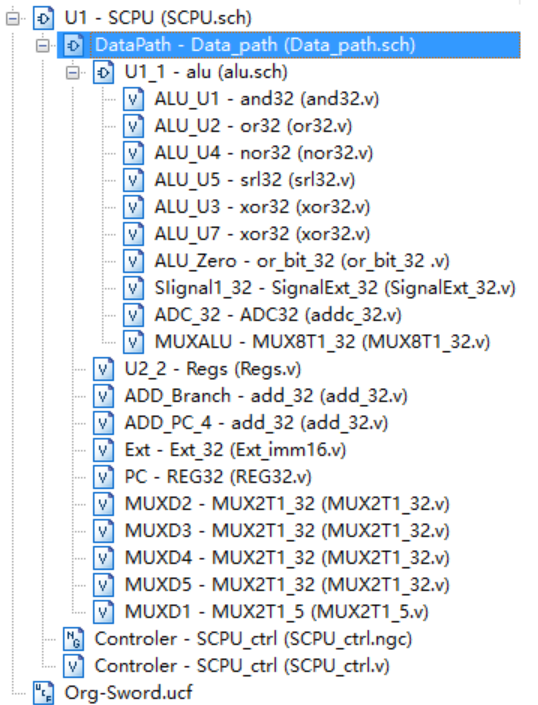 U1 - SCPU (SCPU.sch)
DataPath - Data_path (Data_path.sch)
U1_1 - alu (alu.sch)
ALU_U1 - and32 (and32.v)
ALU_U2 - or32 (or32.v)
ALU_U4 - nor32 (nor32.v)
ALU_U5 - srl32 (srl32.v)
ALU_U3 - xor32 (xor32.v)
ALU_U7 - xor32 (xor32.v)
ALU_Zero - or_bit_32 (or_bit_32 .v)
SIignal1_32 - SignalExt_32 (SignalExt_32.v)
ADC_32 - ADC32 (addc_32.v)
MUXALU - MUX8T1_32 (MUX8T1_32.v)
U2_2 - Regs (Regs.v)
ADD_Branch - add_32 (add_32.v)
ADD_PC_4 - add_32 (add_32.v)
Ext - Ext_32 (Ext_imm16.v)
PC - REG32 (REG32.v)
MUXD2 - MUX2T1_32 (MUX2T1_32.v)
MUXD3 - MUX2T1_32 (MUX2T1_32.v)
MUXD4 - MUX2T1_32 (MUX2T1_32.v)
MUXD5 - MUX2T1_32 (MUX2T1_32.v)
MUXD1 - MUX2T1_5 (MUX2T1_5.v)
Controler - SCPU_ctrl (SCPU_ctrl.ngc)
Controler - SCPU_ctrl (SCPU_ctrl.v)
Org-Sword.ucf